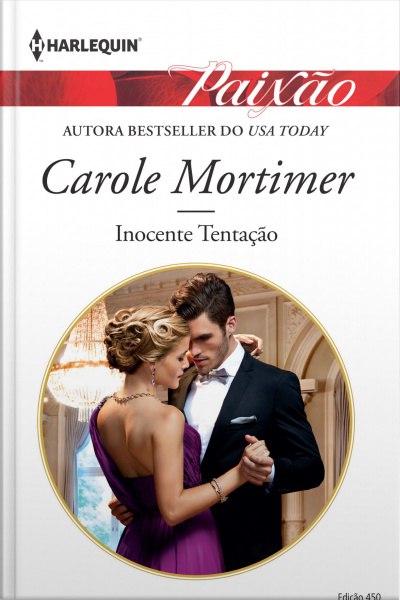 HARLEQUIN®
Paixão
AUTORA BESTSELLER DO USA TODAY
Carole Mortimer
Inocente Tentação
Edição 450